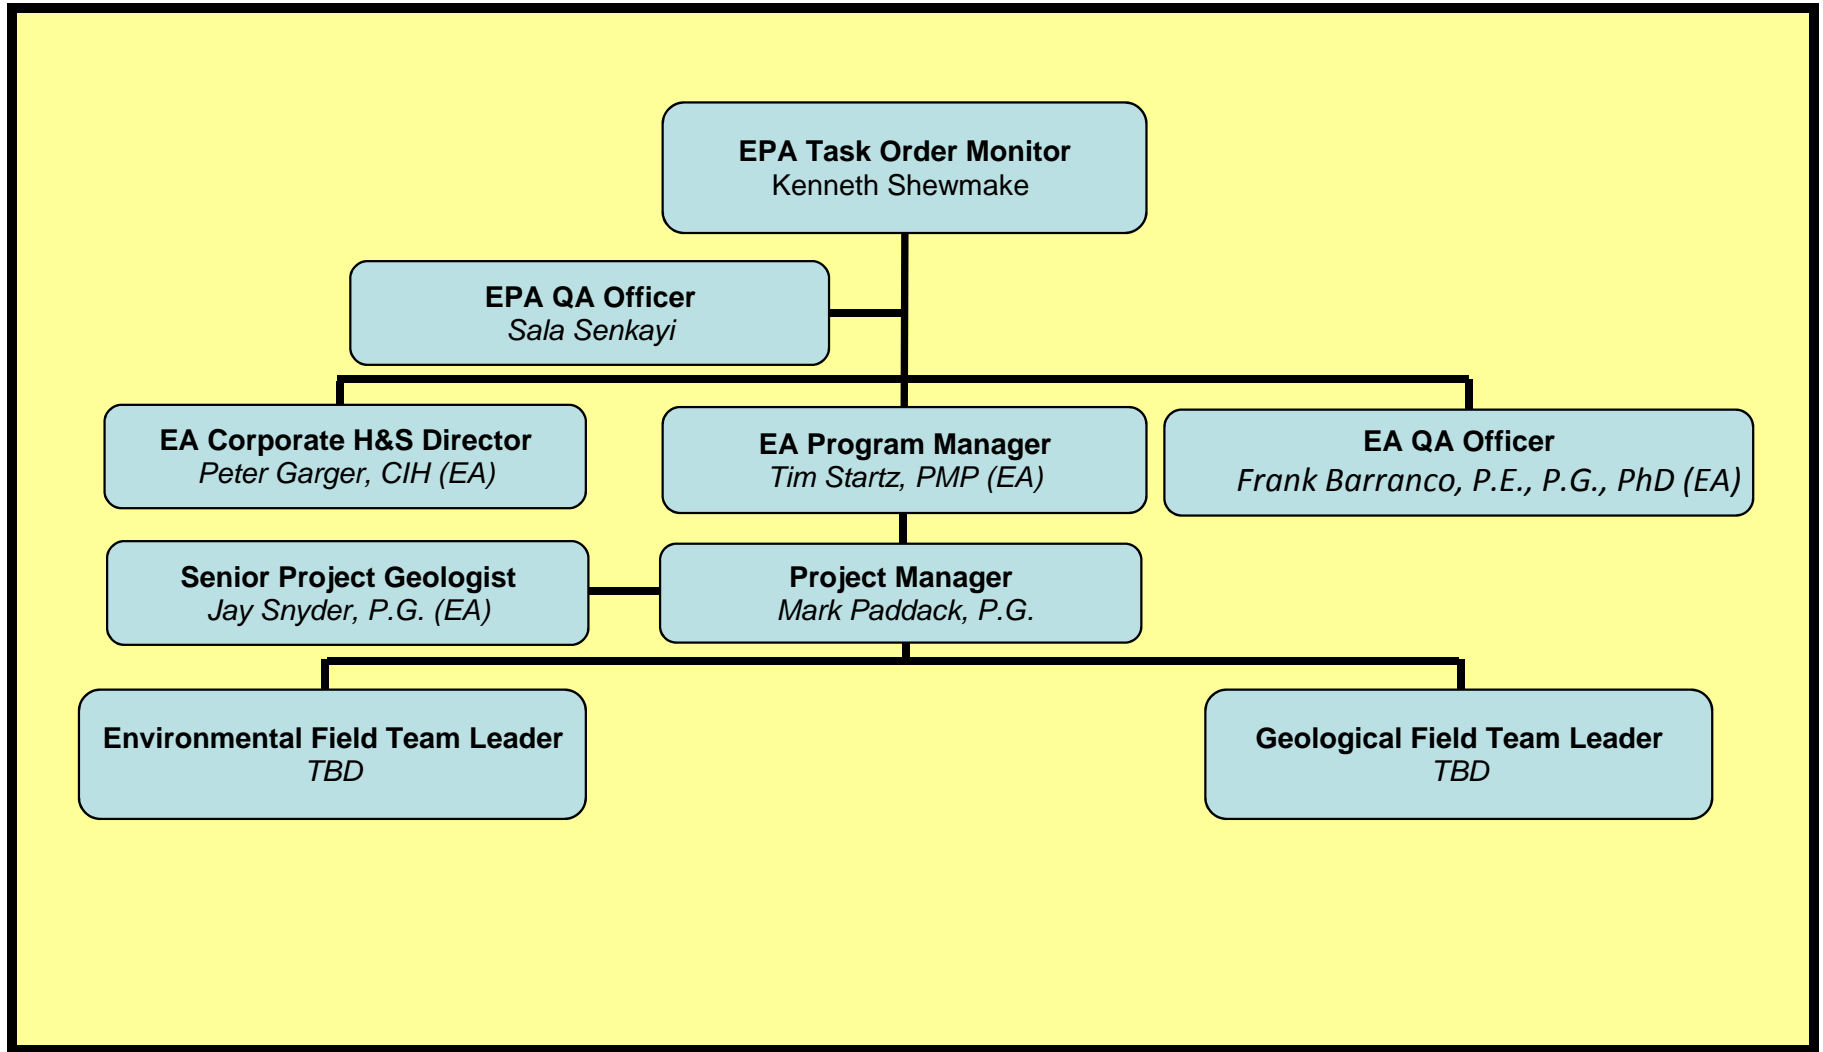 EPA Task Order Monitor
Kenneth Shewmake
EPA QA Officer
Sala Senkayi
EA Corporate H&S Director
Peter Garger, CIH (EA)
EA Program Manager
Tim Startz, PMP (EA)
EA QA Officer
Frank Barranco, P.E., P.G., PhD (EA)
Senior Project Geologist
Jay Snyder, P.G. (EA)
Project Manager
Mark Paddack, P.G.
Environmental Field Team Leader
TBD
Geological Field Team Leader
TBD